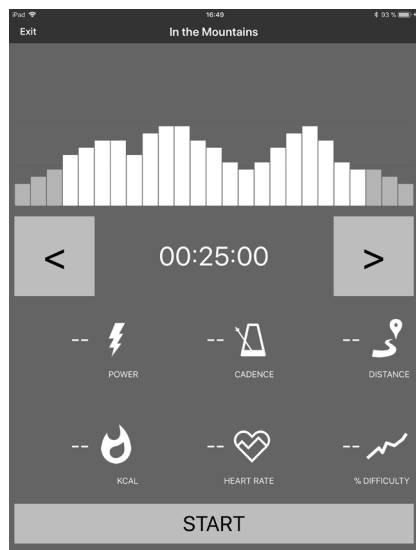 iPad 16:49 93 %
Exit In the Mountains
< 00:25:00 >
-- -- --
POWER CADENCE DISTANCE
-- -- --
KCAL HEART RATE % DIFFICULTY
START